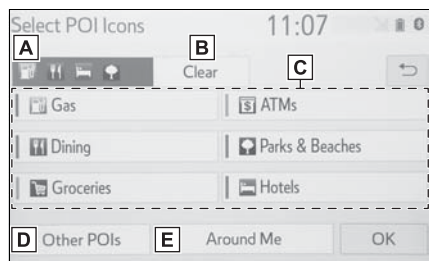 Select POI Icons 11:07
A
B
Clear
C
Gas
$ ATMs
Dining
Parks & Beaches
Groceries
Hotels
D Other POIs
E Around Me
OK